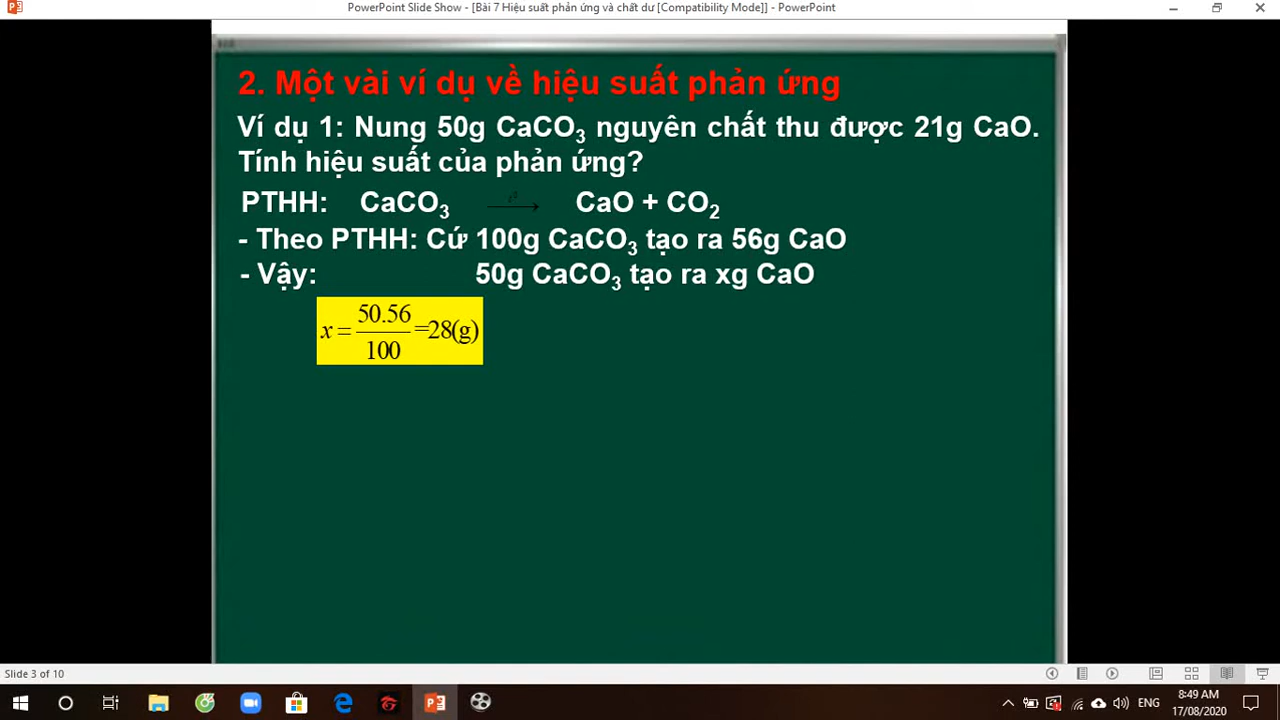 PowerPoint Slide Show - [Bài 7 Hiệu suất phản ứng và chất dư [Compatibility Mode]] - PowerPoint
2. Một vài ví dụ về hiệu suất phản ứng
Ví dụ 1: Nung 50g CaCO₃ nguyên chất thu được 21g CaO.
Tính hiệu suất của phản ứng?
PTHH: CaCO₃ —t⁰→ CaO + CO₂
- Theo PTHH: Cứ 100g CaCO₃ tạo ra 56g CaO
- Vậy: 50g CaCO₃ tạo ra xg CaO
x = 50.56/100 =28(g)
Slide 3 of 10
ENG
8:49 AM
17/08/2020